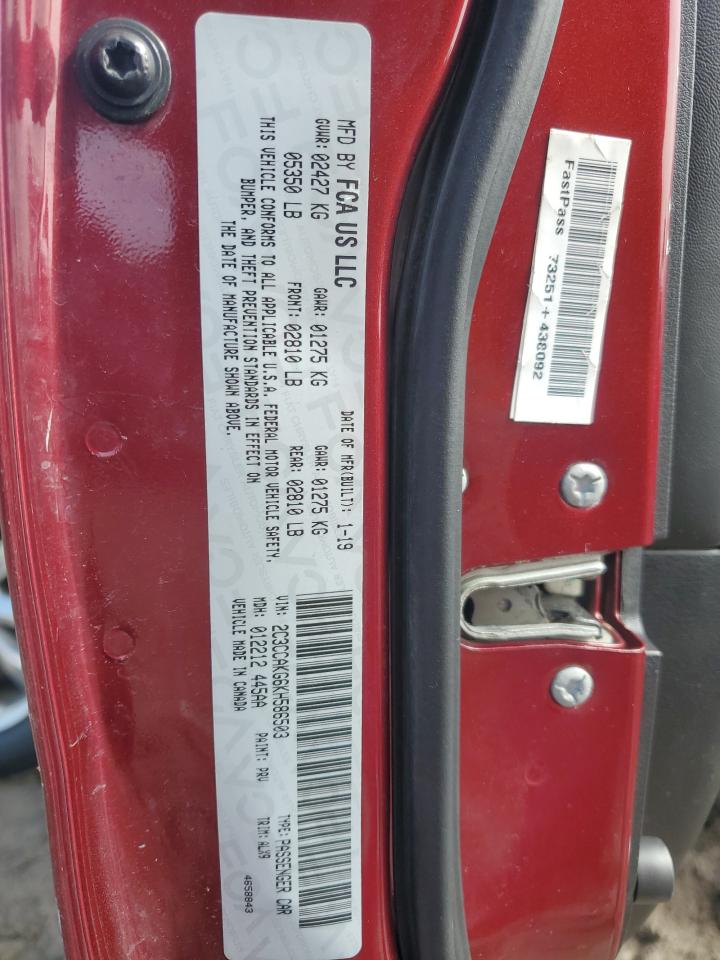 MFD BY FCA US LLC
DATE OF MFR(BUILT): 1-19
GVWR: 02427 KG GAWR: 01275 KG GAWR: 01275 KG
05350 LB FRONT: 02810 LB REAR: 02810 LB
THIS VEHICLE CONFORMS TO ALL APPLICABLE U.S.A. FEDERAL MOTOR VEHICLE SAFETY,
BUMPER, AND THEFT PREVENTION STANDARDS IN EFFECT ON
THE DATE OF MANUFACTURE SHOWN ABOVE.
VIN: 2C3CCAKG6KH586503 TYPE: PASSENGER CAR
MDH: 012212 445AA PAINT: PRV TRIM: ALX9
VEHICLE MADE IN CANADA
4658843
FastPass 73251+438092